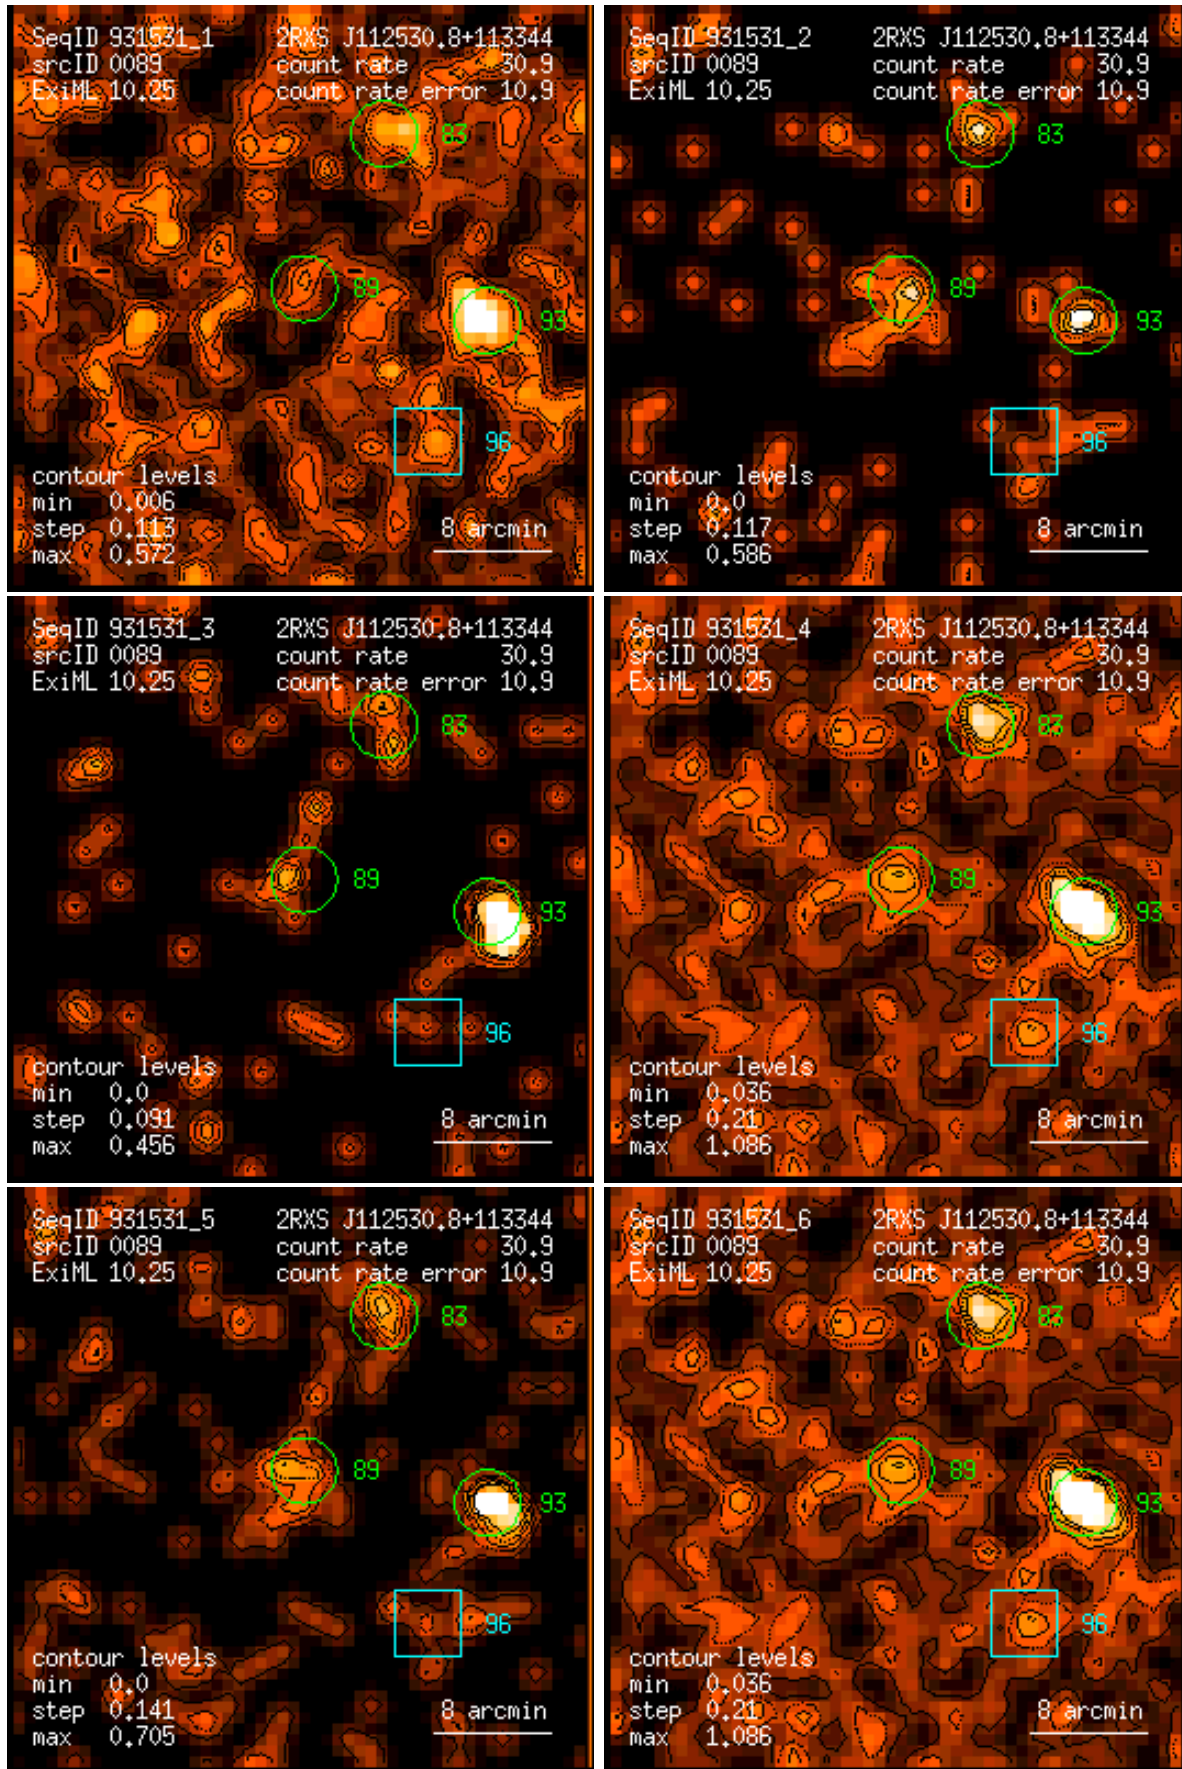 SeqID 931531_1 2RXS J112530.8+113344
srcID 0089 count rate 30.9
ExiML 10.25 count rate error 10.9
83
89
93
96
contour levels
min 0.006
step 0.113 8 arcmin
max 0.572
SeqID 931531_2 2RXS J112530.8+113344
srcID 0089 count rate 30.9
ExiML 10.25 count rate error 10.9
83
89
93
96
contour levels
min 0.0
step 0.117 8 arcmin
max 0.586
SeqID 931531_3 2RXS J112530.8+113344
srcID 0089 count rate 30.9
ExiML 10.25 count rate error 10.9
83
89
93
96
contour levels
min 0.0
step 0.091 8 arcmin
max 0.456
SeqID 931531_4 2RXS J112530.8+113344
srcID 0089 count rate 30.9
ExiML 10.25 count rate error 10.9
83
89
93
96
contour levels
min 0.036
step 0.21 8 arcmin
max 1.086
SeqID 931531_5 2RXS J112530.8+113344
srcID 0089 count rate 30.9
ExiML 10.25 count rate error 10.9
83
89
93
96
contour levels
min 0.0
step 0.141 8 arcmin
max 0.705
SeqID 931531_6 2RXS J112530.8+113344
srcID 0089 count rate 30.9
ExiML 10.25 count rate error 10.9
83
89
93
96
contour levels
min 0.036
step 0.21 8 arcmin
max 1.086